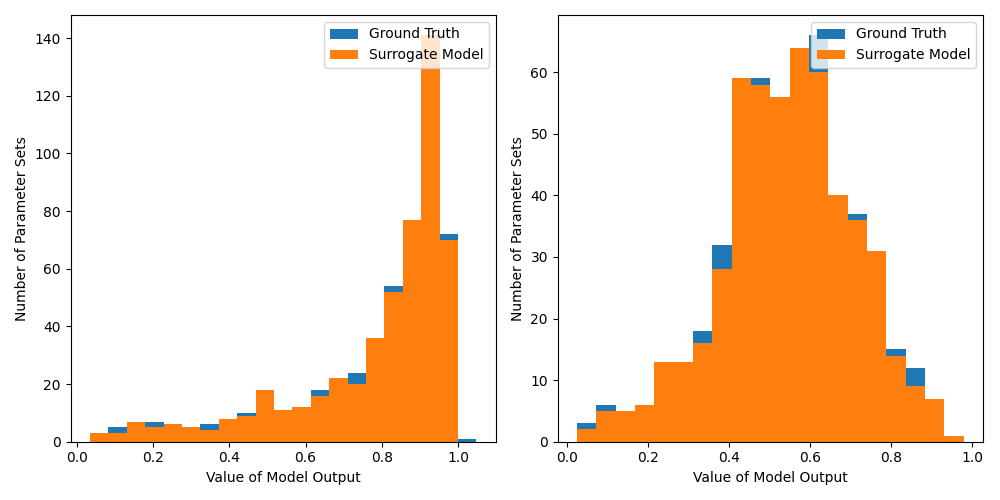 Ground Truth
Surrogate Model
140
120
100
80
60
40
20
0
0.0 0.2 0.4 0.6 0.8 1.0
Number of Parameter Sets
Value of Model Output
Ground Truth
Surrogate Model
60
50
40
30
20
10
0
0.0 0.2 0.4 0.6 0.8 1.0
Number of Parameter Sets
Value of Model Output